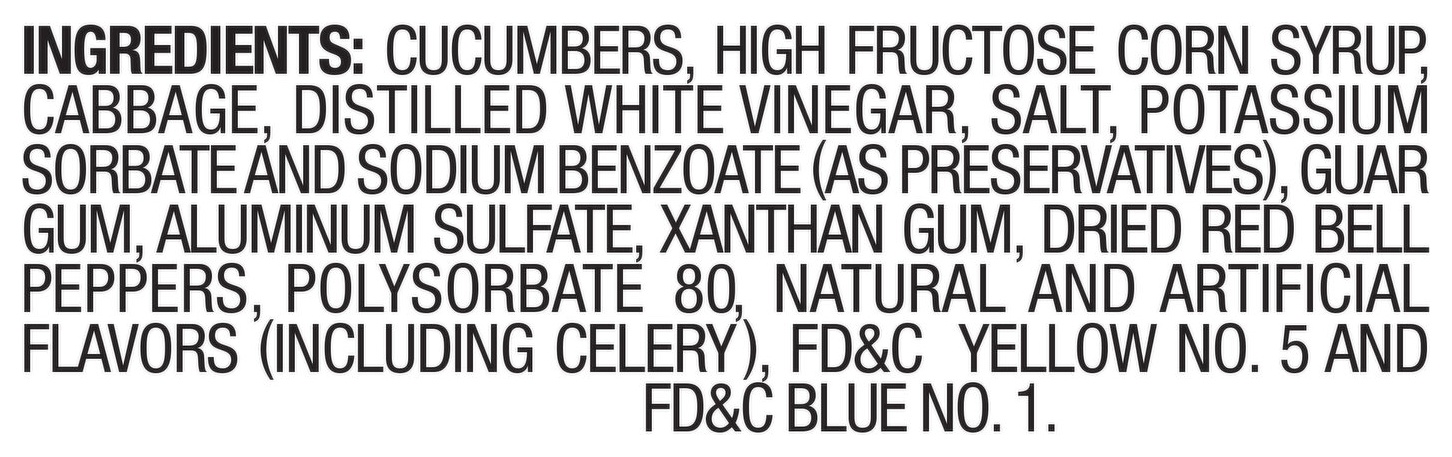 INGREDIENTS: CUCUMBERS, HIGH FRUCTOSE CORN SYRUP,
CABBAGE, DISTILLED WHITE VINEGAR, SALT, POTASSIUM
SORBATE AND SODIUM BENZOATE (AS PRESERVATIVES), GUAR
GUM, ALUMINUM SULFATE, XANTHAN GUM, DRIED RED BELL
PEPPERS, POLYSORBATE 80, NATURAL AND ARTIFICIAL
FLAVORS (INCLUDING CELERY), FD&C YELLOW NO. 5 AND
FD&C BLUE NO. 1.